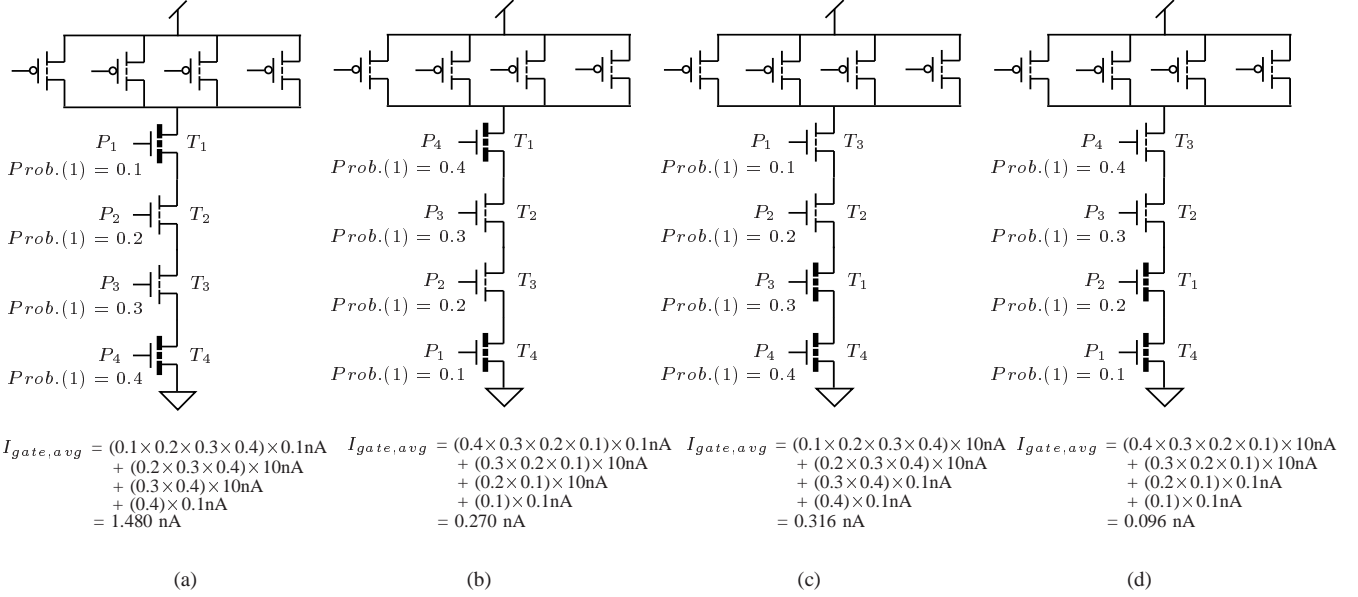 P1 T1
Prob.(1) = 0.1
P2 T2
Prob.(1) = 0.2
P3 T3
Prob.(1) = 0.3
P4 T4
Prob.(1) = 0.4
Igate,avg = (0.1×0.2×0.3×0.4)×0.1nA
+ (0.2×0.3×0.4)×10nA
+ (0.3×0.4)×10nA
+ (0.4)×0.1nA
= 1.480 nA
(a)
P4 T1
Prob.(1) = 0.4
P3 T2
Prob.(1) = 0.3
P2 T3
Prob.(1) = 0.2
P1 T4
Prob.(1) = 0.1
Igate,avg = (0.4×0.3×0.2×0.1)×0.1nA
+ (0.3×0.2×0.1)×10nA
+ (0.2×0.1)×10nA
+ (0.1)×0.1nA
= 0.270 nA
(b)
P1 T3
Prob.(1) = 0.1
P2 T2
Prob.(1) = 0.2
P3 T1
Prob.(1) = 0.3
P4 T4
Prob.(1) = 0.4
Igate,avg = (0.1×0.2×0.3×0.4)×10nA
+ (0.2×0.3×0.4)×10nA
+ (0.3×0.4)×0.1nA
+ (0.4)×0.1nA
= 0.316 nA
(c)
P4 T3
Prob.(1) = 0.4
P3 T2
Prob.(1) = 0.3
P2 T1
Prob.(1) = 0.2
P1 T4
Prob.(1) = 0.1
Igate,avg = (0.4×0.3×0.2×0.1)×10nA
+ (0.3×0.2×0.1)×10nA
+ (0.2×0.1)×0.1nA
+ (0.1)×0.1nA
= 0.096 nA
(d)